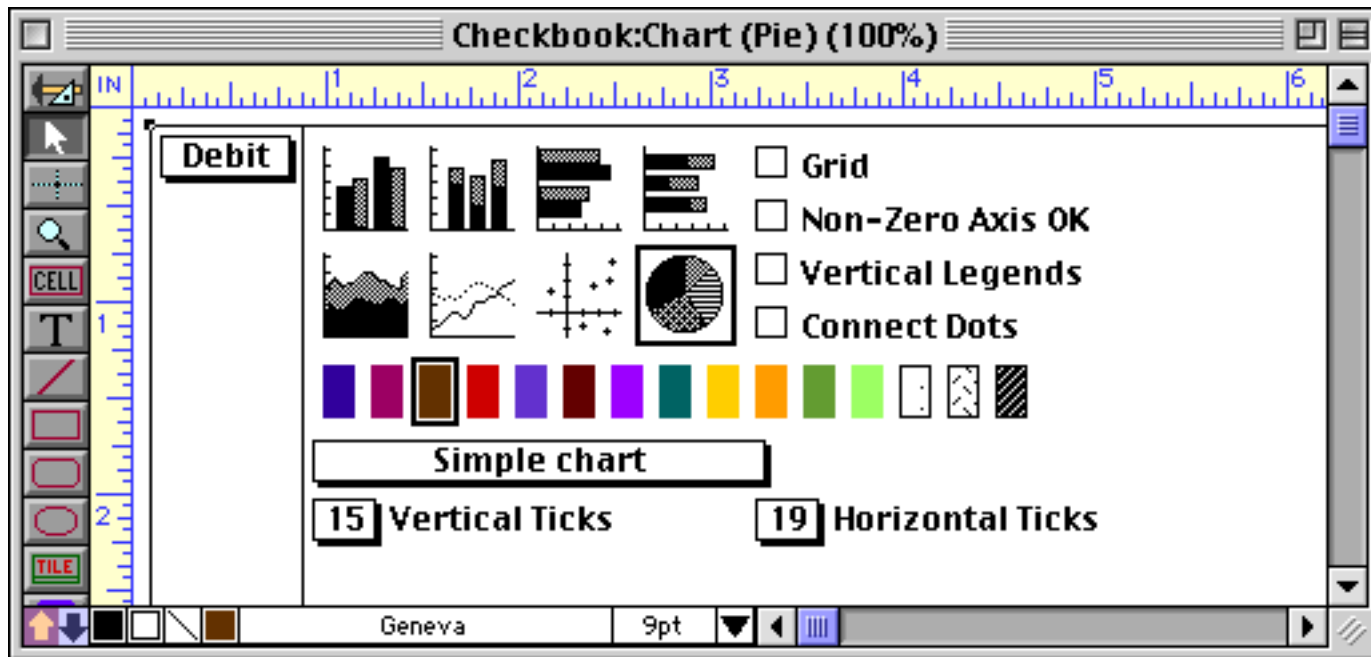 Checkbook:Chart (Pie) (100%)
IN 1 2 3 4 5 6
Debit
Grid
Non-Zero Axis OK
Vertical Legends
Connect Dots
CELL
T
1
Simple chart
15 Vertical Ticks 19 Horizontal Ticks
2
TILE
Geneva 9pt